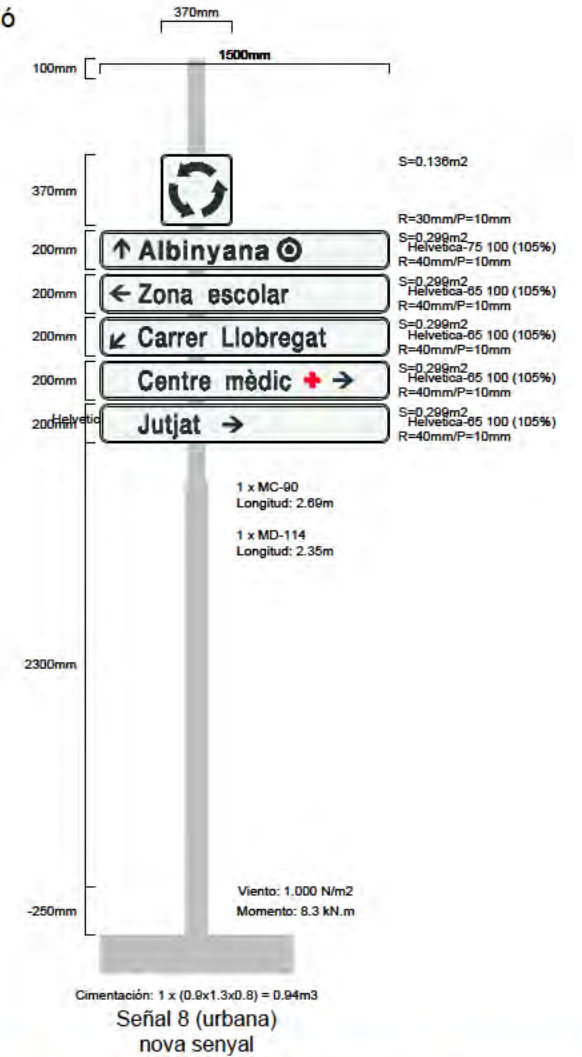 ó
370mm
1500mm
100mm
S=0.136m2
370mm
R=30mm/P=10mm
S=0.299m2
200mm
Albinyana
Helvetica-75 100 (105%)
R=40mm/P=10mm
S=0.299m2
200mm
Zona escolar
Helvetica-65 100 (105%)
R=40mm/P=10mm
S=0.299m2
200mm
Carrer Llobregat
Helvetica-65 100 (105%)
R=40mm/P=10mm
S=0.299m2
200mm
Centre mèdic
Helvetica-65 100 (105%)
R=40mm/P=10mm
S=0.299m2
200mm
Helvetic
Jutjat
Helvetica-65 100 (105%)
R=40mm/P=10mm
1 x MC-90
Longitud: 2.69m
1 x MD-114
Longitud: 2.35m
2300mm
Viento: 1.000 N/m2
-250mm
Momento: 8.3 kN.m
Cimentación: 1 x (0.9x1.3x0.8) = 0.94m3
Señal 8 (urbana)
nova senyal